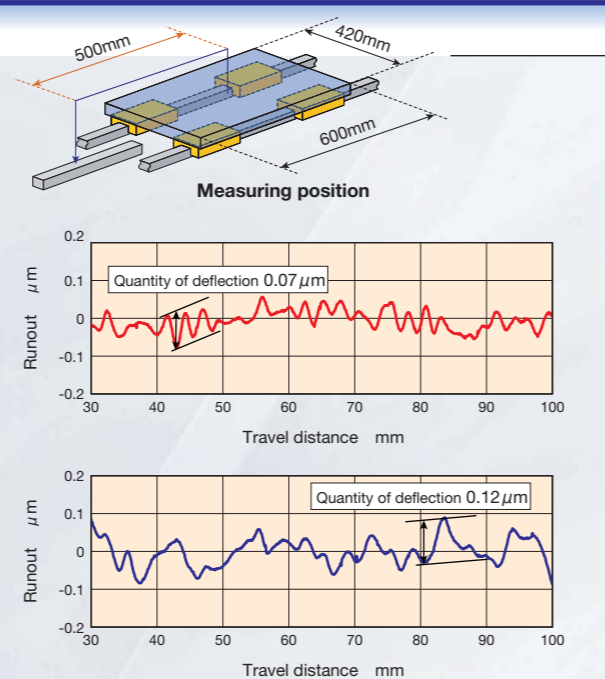 500mm
420mm
600mm
Measuring position
0.2
0.1
0
-0.1
-0.2
Runout μm
Quantity of deflection 0.07μm
30 40 50 60 70 80 90 100
Travel distance mm
0.2
0.1
0
-0.1
-0.2
Runout μm
Quantity of deflection 0.12μm
30 40 50 60 70 80 90 100
Travel distance mm